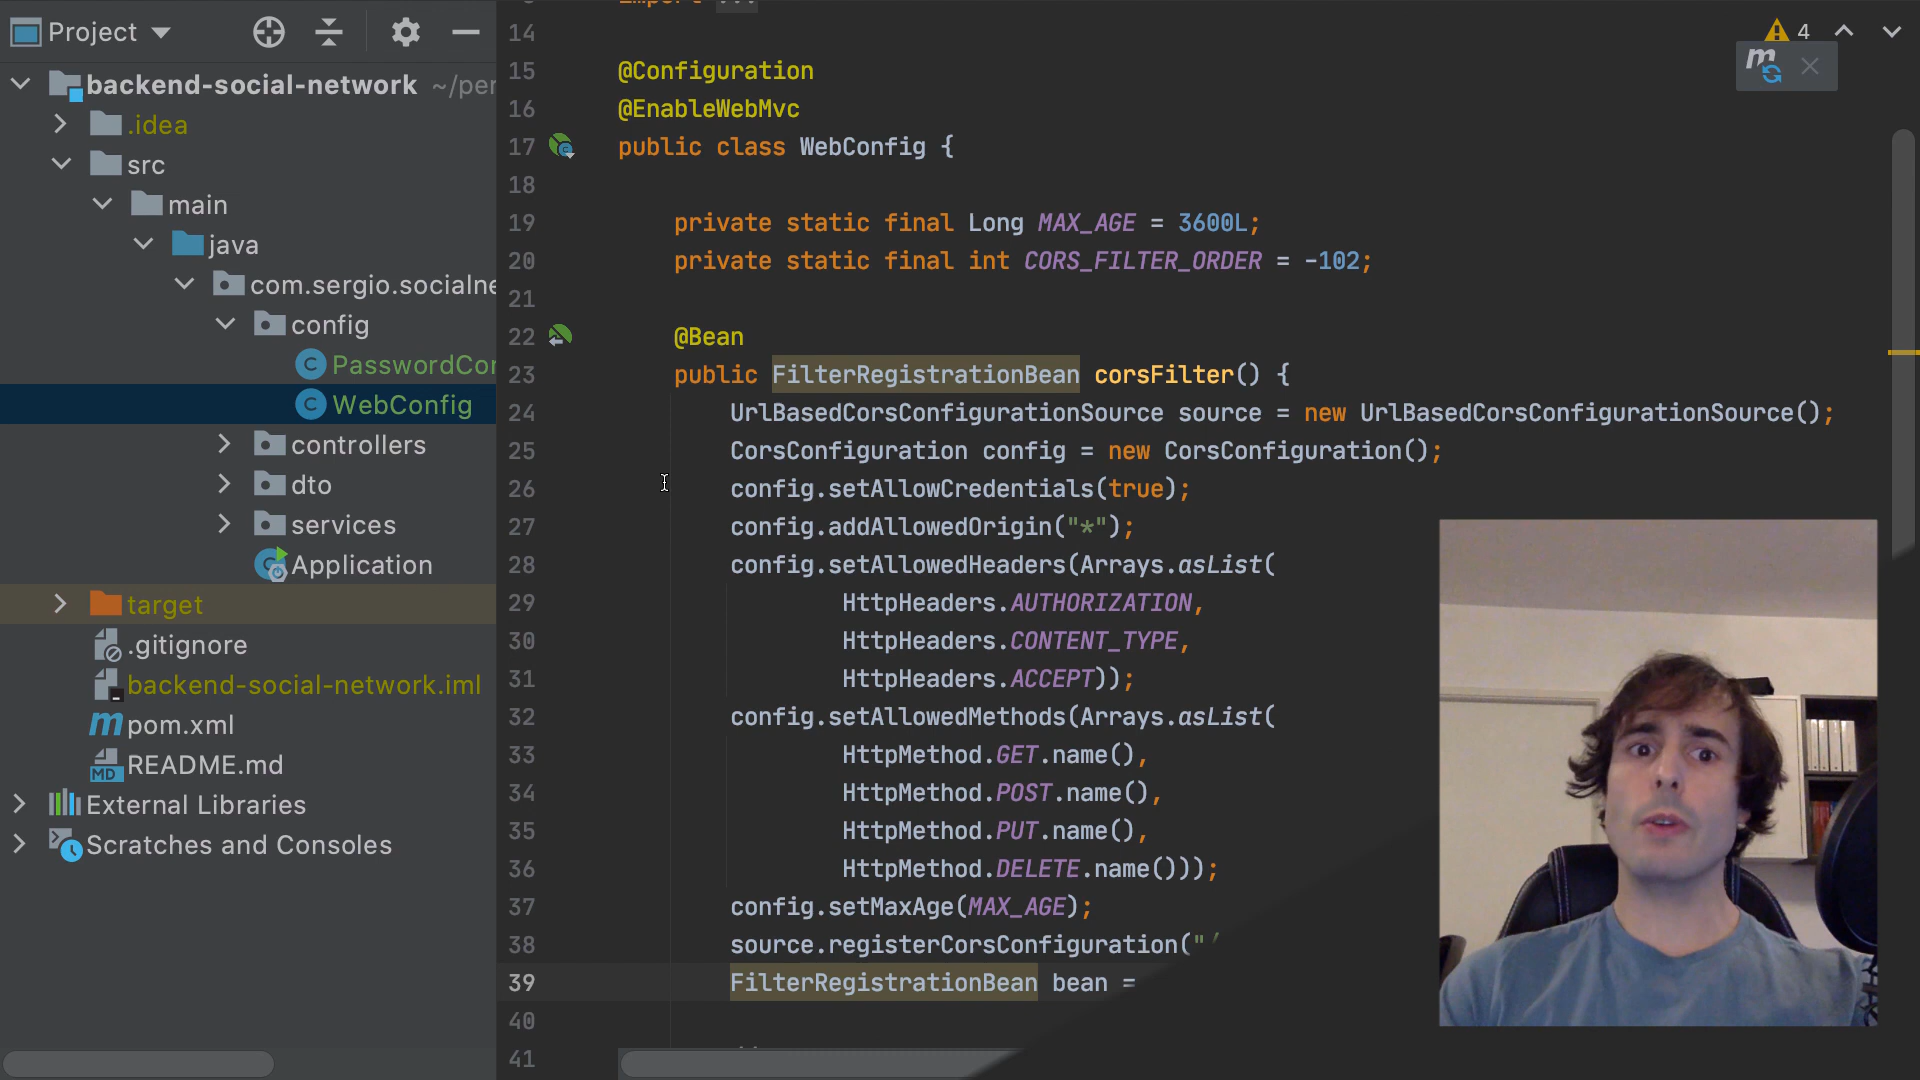 Project
backend-social-network ~/per
.idea
src
main
java
com.sergio.socialne
config
PasswordCon
WebConfig
controllers
dto
services
Application
target
.gitignore
backend-social-network.iml
pom.xml
README.md
External Libraries
Scratches and Consoles
4
14
15 @Configuration
16 @EnableWebMvc
17 public class WebConfig {
18
19 private static final Long MAX_AGE = 3600L;
20 private static final int CORS_FILTER_ORDER = -102;
21
22 @Bean
23 public FilterRegistrationBean corsFilter() {
24 UrlBasedCorsConfigurationSource source = new UrlBasedCorsConfigurationSource();
25 CorsConfiguration config = new CorsConfiguration();
26 config.setAllowCredentials(true);
27 config.addAllowedOrigin("*");
28 config.setAllowedHeaders(Arrays.asList(
29 HttpHeaders.AUTHORIZATION,
30 HttpHeaders.CONTENT_TYPE,
31 HttpHeaders.ACCEPT));
32 config.setAllowedMethods(Arrays.asList(
33 HttpMethod.GET.name(),
34 HttpMethod.POST.name(),
35 HttpMethod.PUT.name(),
36 HttpMethod.DELETE.name()));
37 config.setMaxAge(MAX_AGE);
38 source.registerCorsConfiguration("/
39 FilterRegistrationBean bean =
40
41